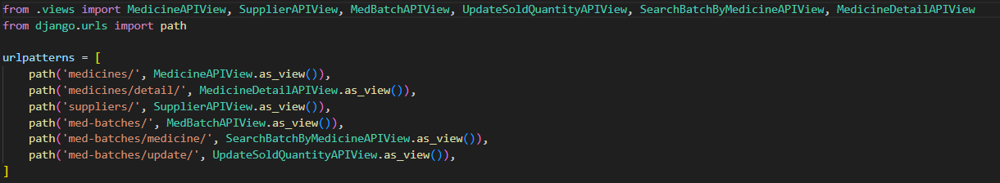 from .views import MedicineAPIView, SupplierAPIView, MedBatchAPIView, UpdateSoldQuantityAPIView, SearchBatchByMedicineAPIView, MedicineDetailAPIView
from django.urls import path

urlpatterns = [
    path('medicines/', MedicineAPIView.as_view()),
    path('medicines/detail/', MedicineDetailAPIView.as_view()),
    path('suppliers/', SupplierAPIView.as_view()),
    path('med-batches/', MedBatchAPIView.as_view()),
    path('med-batches/medicine/', SearchBatchByMedicineAPIView.as_view()),
    path('med-batches/update/', UpdateSoldQuantityAPIView.as_view()),
]